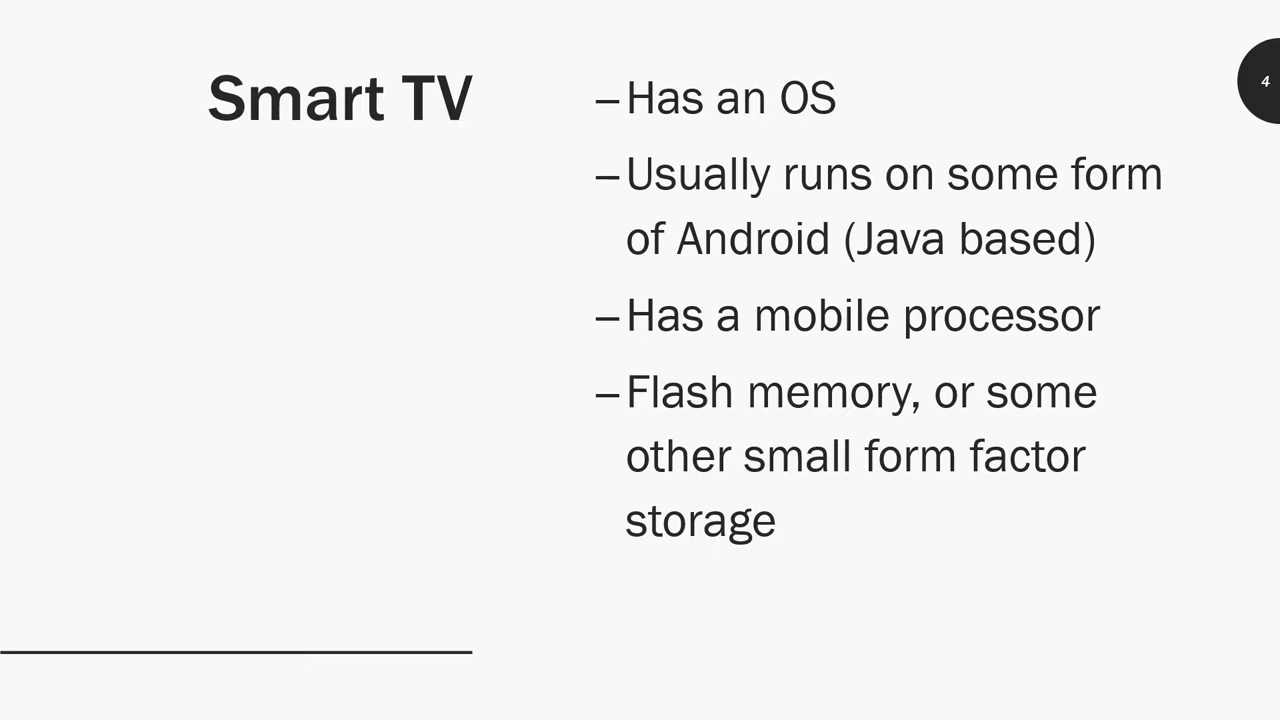 Smart TV
4
–Has an OS
–Usually runs on some form
of Android (Java based)
–Has a mobile processor
–Flash memory, or some
other small form factor
storage